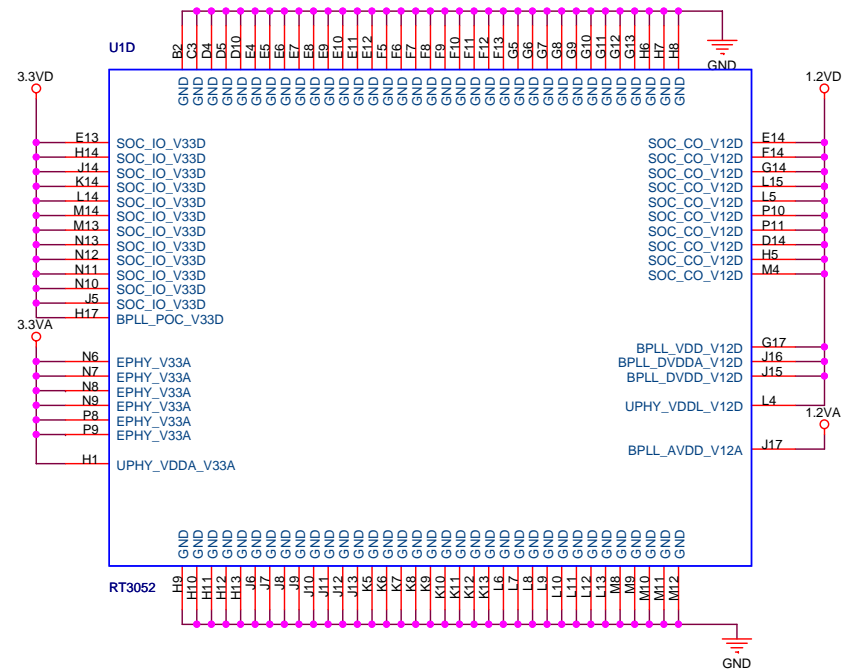 U1D
B2 C3 D4 D5 D10 E4 E5 E6 E7 E8 E9 E10 E11 E12 F5 F6 F7 F8 F9 F10 F11 F12 F13 G5 G6 G7 G8 G9 G10 G11 G12 G13 H6 H7 H8
GND
GND GND GND GND GND GND GND GND GND GND GND GND GND GND GND GND GND GND GND GND GND GND GND GND GND GND GND GND GND GND GND GND GND GND GND
3.3VD
1.2VD
E13 SOC_IO_V33D
H14 SOC_IO_V33D
J14 SOC_IO_V33D
K14 SOC_IO_V33D
L14 SOC_IO_V33D
M14 SOC_IO_V33D
M13 SOC_IO_V33D
N13 SOC_IO_V33D
N12 SOC_IO_V33D
N11 SOC_IO_V33D
N10 SOC_IO_V33D
J5 SOC_IO_V33D
H17 BPLL_POC_V33D
3.3VA
N6 EPHY_V33A
N7 EPHY_V33A
N8 EPHY_V33A
N9 EPHY_V33A
P8 EPHY_V33A
P9 EPHY_V33A
H1 UPHY_VDDA_V33A
SOC_CO_V12D E14
SOC_CO_V12D F14
SOC_CO_V12D G14
SOC_CO_V12D L15
SOC_CO_V12D L5
SOC_CO_V12D P10
SOC_CO_V12D P11
SOC_CO_V12D D14
SOC_CO_V12D H5
SOC_CO_V12D M4
BPLL_VDD_V12D G17
BPLL_DVDDA_V12D J16
BPLL_DVDD_V12D J15
UPHY_VDDL_V12D L4
1.2VA
BPLL_AVDD_V12A J17
GND GND GND GND GND GND GND GND GND GND GND GND GND GND GND GND GND GND GND GND GND GND GND GND GND GND GND GND GND GND GND GND GND GND GND
RT3052
H9 H10 H11 H12 H13 J6 J7 J8 J9 J10 J11 J12 J13 K5 K6 K7 K8 K9 K10 K11 K12 K13 L6 L7 L8 L9 L10 L11 L12 L13 M8 M9 M10 M11 M12
GND